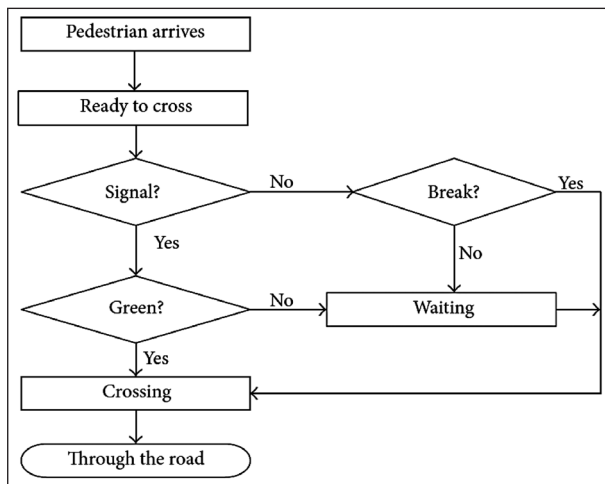 Pedestrian arrives
Ready to cross
Signal?
No
Break?
Yes
Yes
No
Green?
No
Waiting
Yes
Crossing
Through the road